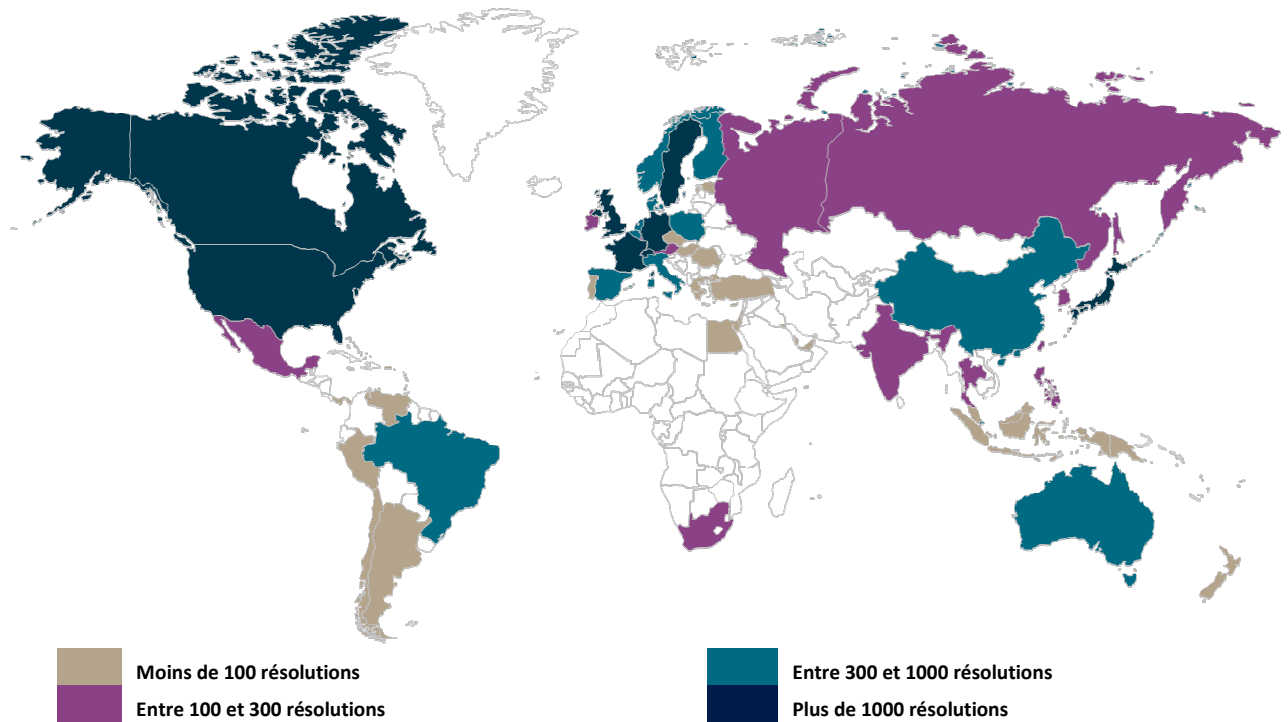 Moins de 100 résolutions
Entre 100 et 300 résolutions
Entre 300 et 1000 résolutions
Plus de 1000 résolutions